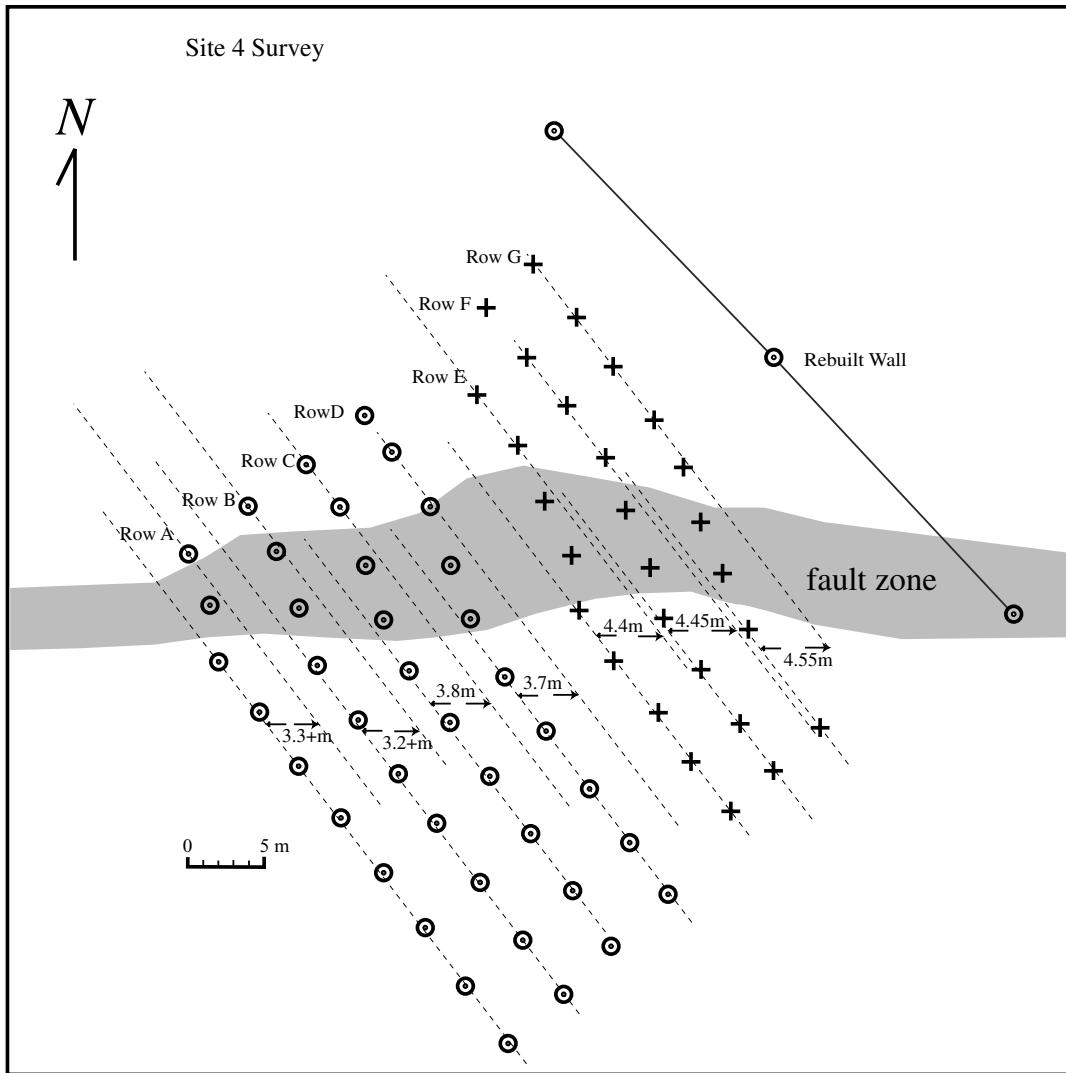 Site 4 Survey
N
Row G
Row F
Rebuilt Wall
Row E
RowD
Row C
Row B
Row A
fault zone
4.4m
4.45m
4.55m
3.8m
3.7m
3.3+m
3.2+m
0 5 m